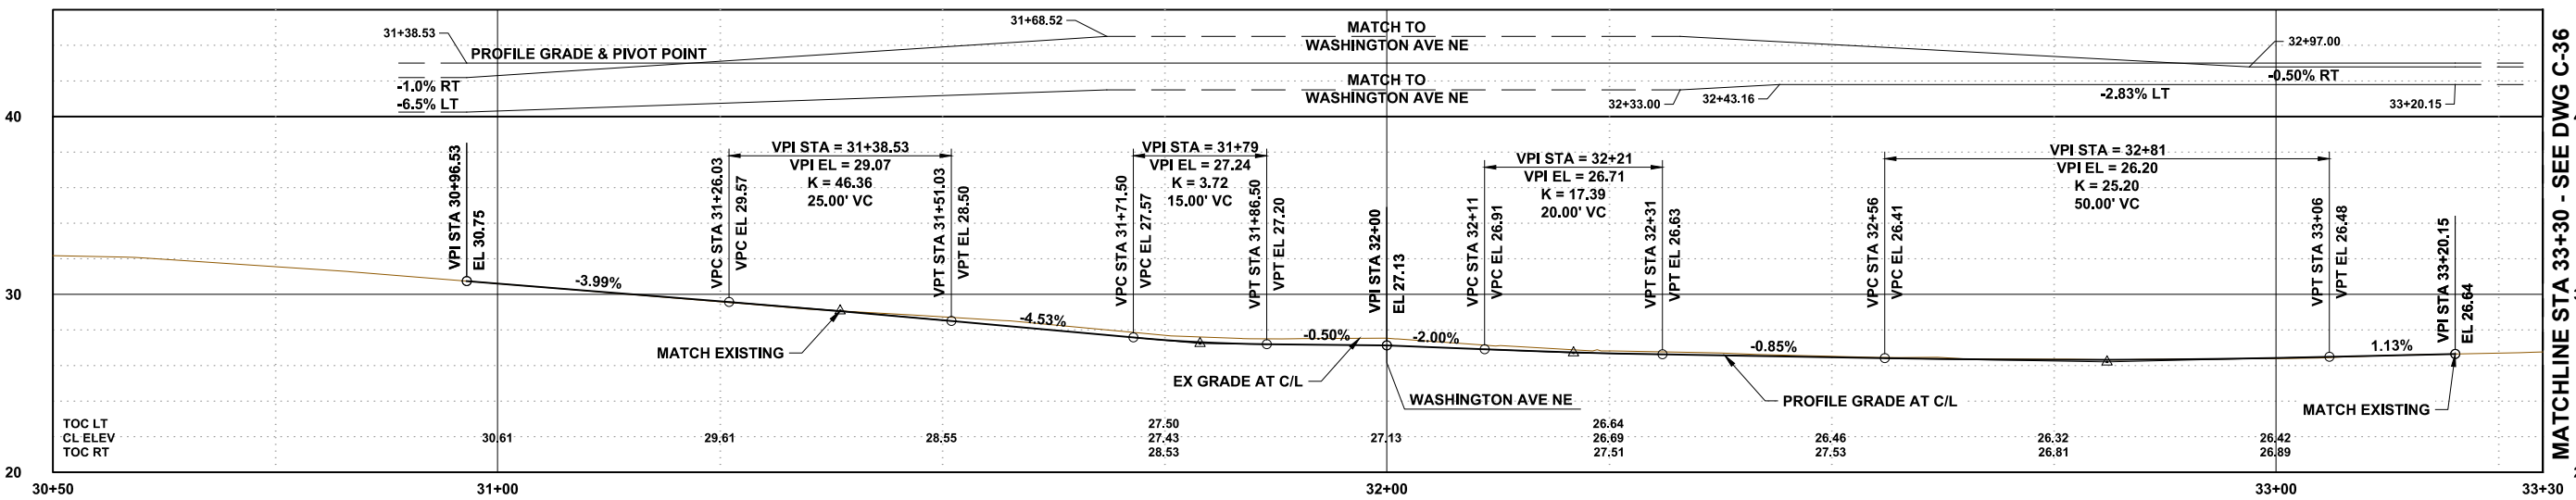 31+38.53
PROFILE GRADE & PIVOT POINT
31+68.52
MATCH TO
WASHINGTON AVE NE
32+97.00
-1.0% RT
-6.5% LT
MATCH TO
WASHINGTON AVE NE
32+33.00
32+43.16
-0.50% RT
-2.83% LT
33+20.15
MATCHLINE STA 33+30 - SEE DWG C-36
40
30
20
VPI STA 30+96.53
EL 30.75
-3.99%
VPC STA 31+26.03
VPC EL 29.57
VPI STA = 31+38.53
VPI EL = 29.07
K = 46.36
25.00' VC
VPT STA 31+51.03
VPT EL 28.50
MATCH EXISTING
-4.53%
VPC STA 31+71.50
VPC EL 27.57
VPI STA = 31+79
VPI EL = 27.24
K = 3.72
15.00' VC
VPT STA 31+86.50
VPT EL 27.20
-0.50%
EX GRADE AT C/L
VPI STA 32+00
EL 27.13
WASHINGTON AVE NE
-2.00%
VPC STA 32+11
VPC EL 26.91
VPI STA = 32+21
VPI EL = 26.71
K = 17.39
20.00' VC
VPT STA 32+31
VPT EL 26.63
-0.85%
PROFILE GRADE AT C/L
VPC STA 32+56
VPC EL 26.41
VPI STA = 32+81
VPI EL = 26.20
K = 25.20
50.00' VC
VPT STA 33+06
VPT EL 26.48
1.13%
VPI STA 33+20.15
EL 26.64
MATCH EXISTING
TOC LT 27.50 26.64
CL ELEV 30.61 29.61 28.55 27.43 27.13 26.69 26.46 26.32 26.42
TOC RT 28.53 27.51 27.53 26.81 26.89
30+50 31+00 32+00 33+00 33+30